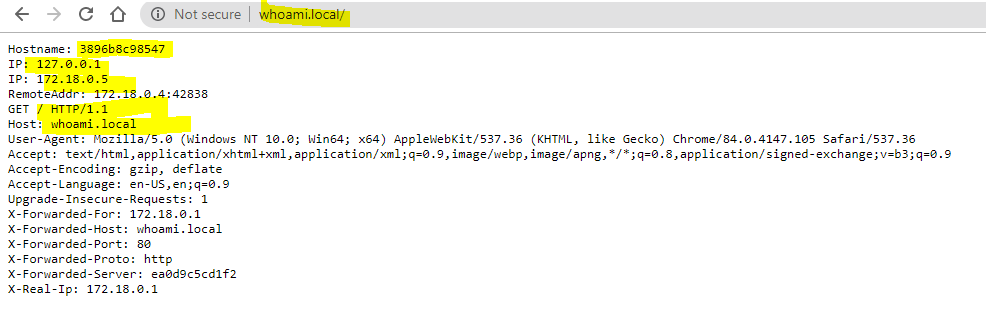 Not secure | whoami.local/
Hostname: 3896b8c98547
IP: 127.0.0.1
IP: 172.18.0.5
RemoteAddr: 172.18.0.4:42838
GET / HTTP/1.1
Host: whoami.local
User-Agent: Mozilla/5.0 (Windows NT 10.0; Win64; x64) AppleWebKit/537.36 (KHTML, like Gecko) Chrome/84.0.4147.105 Safari/537.36
Accept: text/html,application/xhtml+xml,application/xml;q=0.9,image/webp,image/apng,*/*;q=0.8,application/signed-exchange;v=b3;q=0.9
Accept-Encoding: gzip, deflate
Accept-Language: en-US,en;q=0.9
Upgrade-Insecure-Requests: 1
X-Forwarded-For: 172.18.0.1
X-Forwarded-Host: whoami.local
X-Forwarded-Port: 80
X-Forwarded-Proto: http
X-Forwarded-Server: ea0d9c5cd1f2
X-Real-Ip: 172.18.0.1